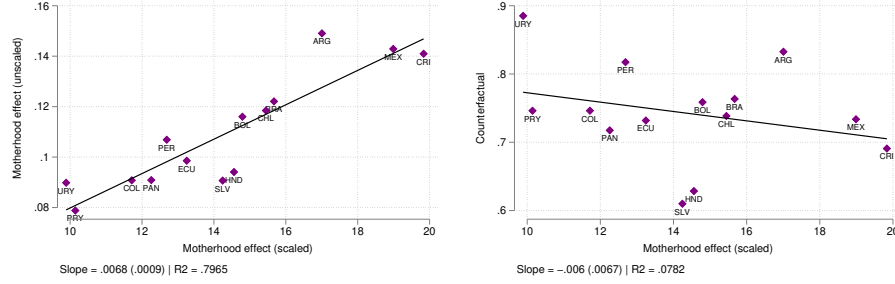 .16
.14
.12
.1
.08
Motherhood effect (unscaled)
URY
PRY
COL
PAN
PER
ECU
SLV
HND
BOL
CHL
BRA
ARG
MEX
CRI
10 12 14 16 18 20
Motherhood effect (scaled)
Slope = .0068 (.0009) | R2 = .7965
.9
.8
.7
.6
Counterfactual
URY
PRY
COL
PAN
PER
ECU
SLV
HND
BOL
CHL
BRA
ARG
MEX
CRI
10 12 14 16 18 20
Motherhood effect (scaled)
Slope = −.006 (.0067) | R2 = .0782